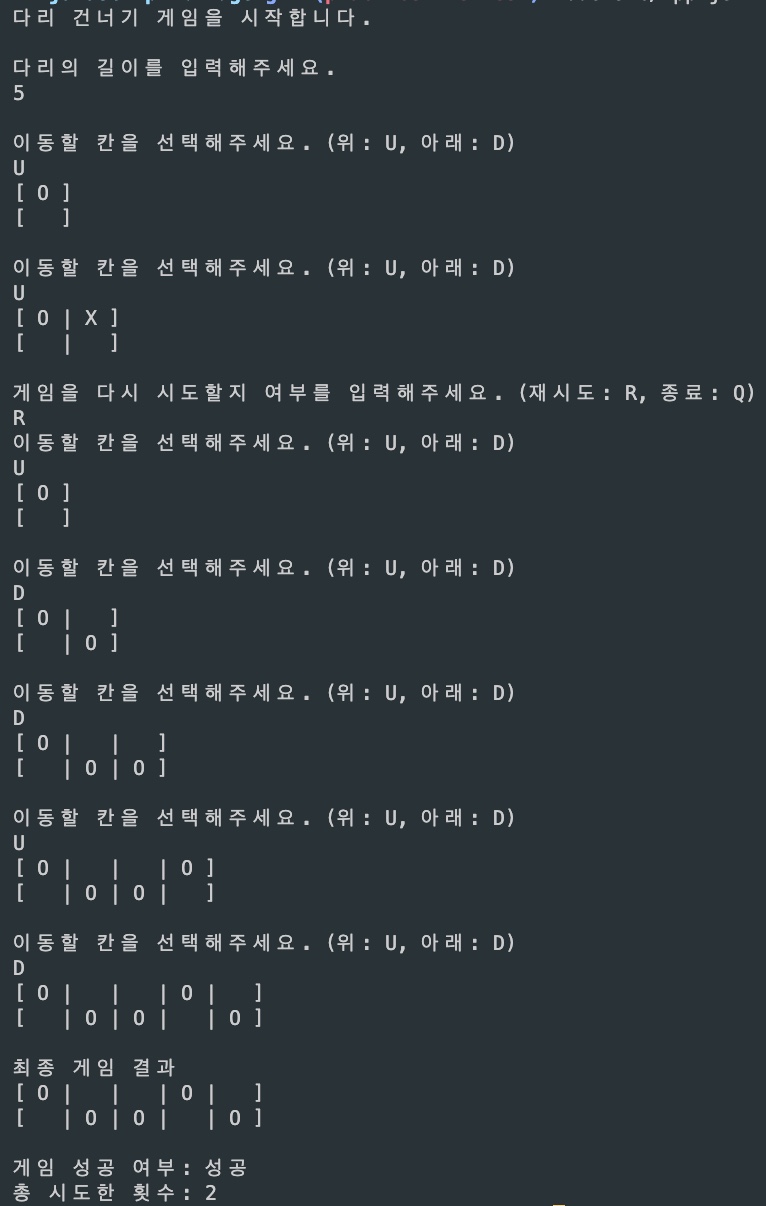 다리 건너기 게임을 시작합니다.
다리의 길이를 입력해주세요.
5
이동할 칸을 선택해주세요. (위: U, 아래: D)
U
[ O ]
[   ]
이동할 칸을 선택해주세요. (위: U, 아래: D)
U
[ O | X ]
[   |   ]
게임을 다시 시도할지 여부를 입력해주세요. (재시도: R, 종료: Q)
R
이동할 칸을 선택해주세요. (위: U, 아래: D)
U
[ O ]
[   ]
이동할 칸을 선택해주세요. (위: U, 아래: D)
D
[ O |   ]
[   | O ]
이동할 칸을 선택해주세요. (위: U, 아래: D)
D
[ O |   |   ]
[   | O | O ]
이동할 칸을 선택해주세요. (위: U, 아래: D)
U
[ O |   |   | O ]
[   | O | O |   ]
이동할 칸을 선택해주세요. (위: U, 아래: D)
D
[ O |   |   | O |   ]
[   | O | O |   | O ]
최종 게임 결과
[ O |   |   | O |   ]
[   | O | O |   | O ]
게임 성공 여부: 성공
총 시도한 횟수: 2